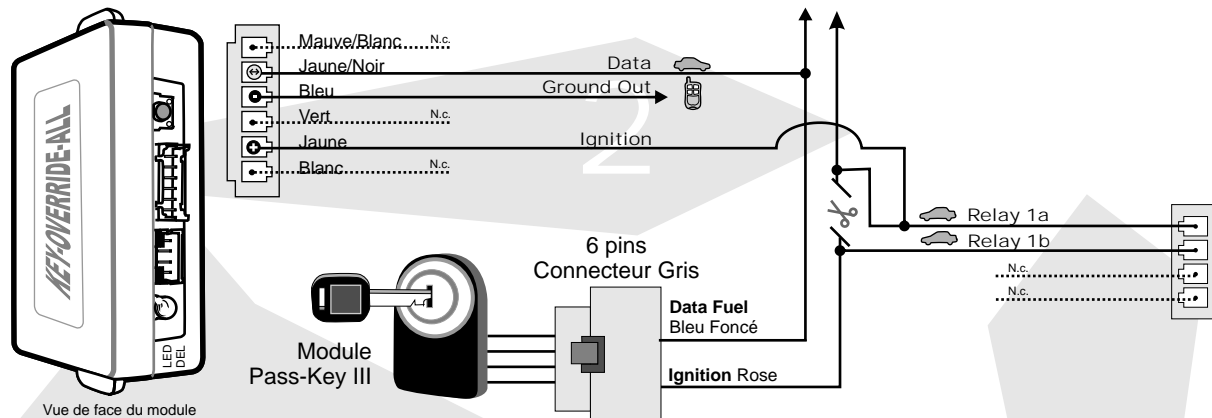 KEY-OVERRIDE-ALL
LED
DEL
Vue de face du module
Mauve/Blanc N.c.
Jaune/Noir Data
Bleu Ground Out
Vert N.c.
Jaune Ignition
Blanc N.c.
2
Relay 1a
Relay 1b
N.c.
N.c.
6 pins
Connecteur Gris
Data Fuel
Bleu Foncé
Ignition Rose
Module
Pass-Key III